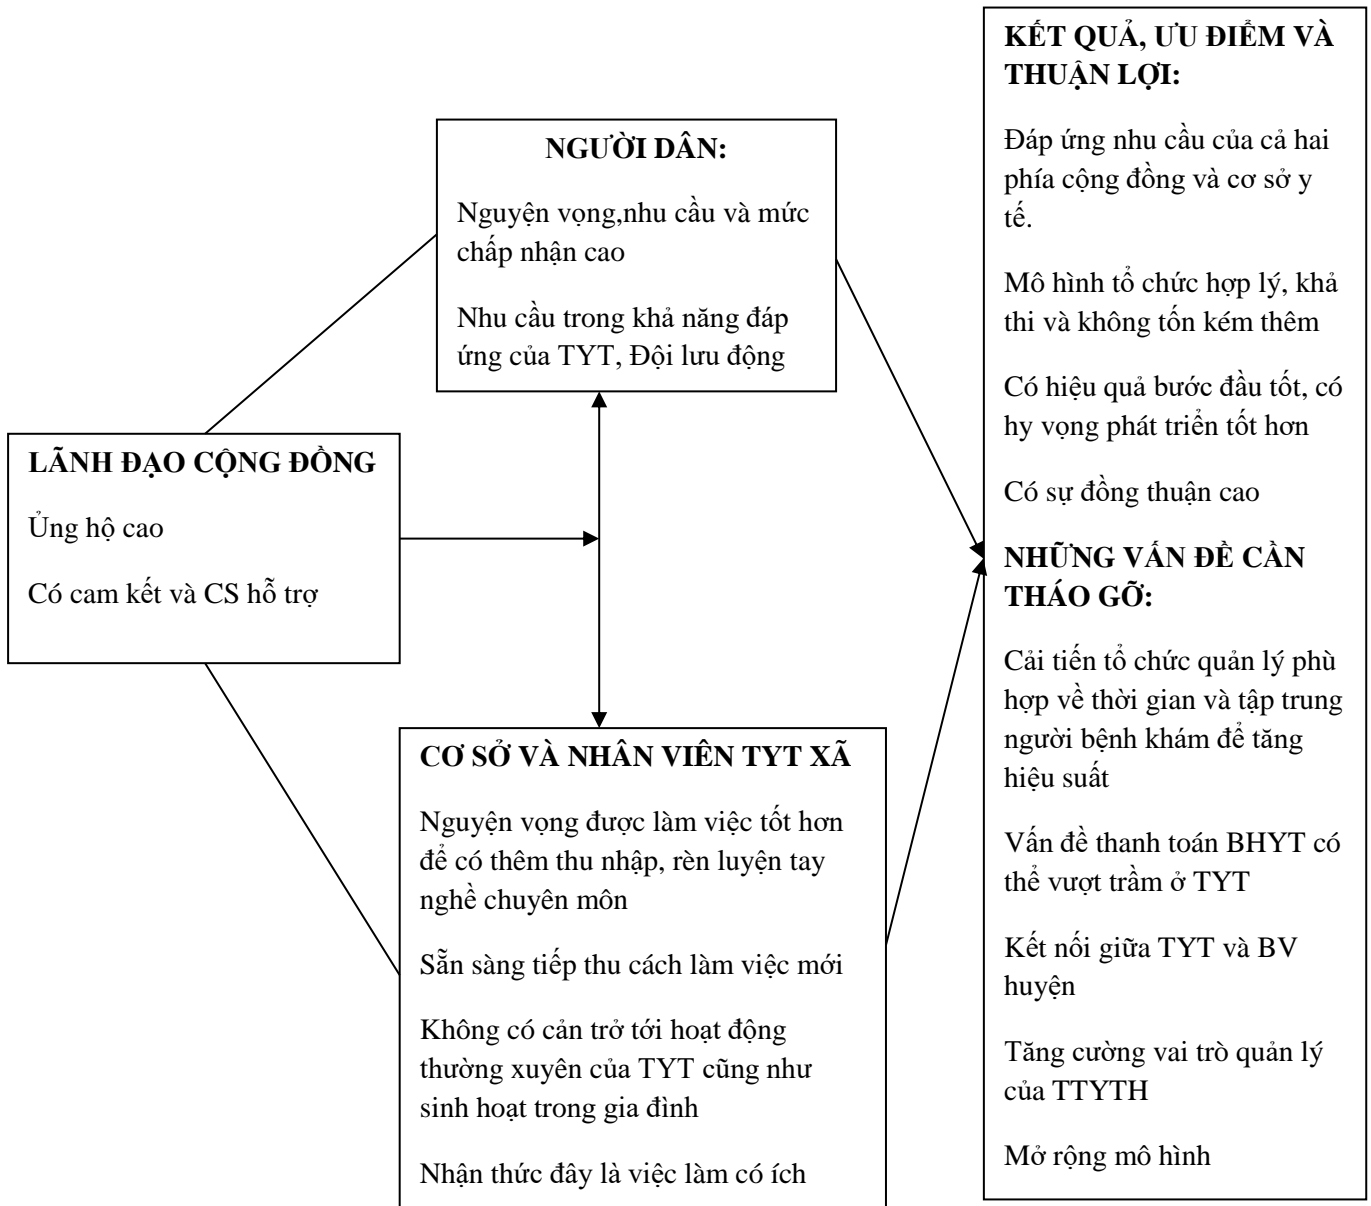 LÃNH ĐẠO CỘNG ĐỒNG
Ủng hộ cao
Có cam kết và CS hỗ trợ
NGƯỜI DÂN:
Nguyện vọng,nhu cầu và mức
chấp nhận cao
Nhu cầu trong khả năng đáp
ứng của TYT, Đội lưu động
CƠ SỞ VÀ NHÂN VIÊN TYT XÃ
Nguyện vọng được làm việc tốt hơn
để có thêm thu nhập, rèn luyện tay
nghề chuyên môn
Sẵn sàng tiếp thu cách làm việc mới
Không có cản trở tới hoạt động
thường xuyên của TYT cũng như
sinh hoạt trong gia đình
Nhận thức đây là việc làm có ích
KẾT QUẢ, ƯU ĐIỂM VÀ
THUẬN LỢI:
Đáp ứng nhu cầu của cả hai
phía cộng đồng và cơ sở y
tế.
Mô hình tổ chức hợp lý, khả
thi và không tốn kém thêm
Có hiệu quả bước đầu tốt, có
hy vọng phát triển tốt hơn
Có sự đồng thuận cao
NHỮNG VẤN ĐỀ CẦN
THÁO GỠ:
Cải tiến tổ chức quản lý phù
hợp về thời gian và tập trung
người bệnh khám để tăng
hiệu suất
Vấn đề thanh toán BHYT có
thể vượt trầm ở TYT
Kết nối giữa TYT và BV
huyện
Tăng cường vai trò quản lý
của TTYTH
Mở rộng mô hình